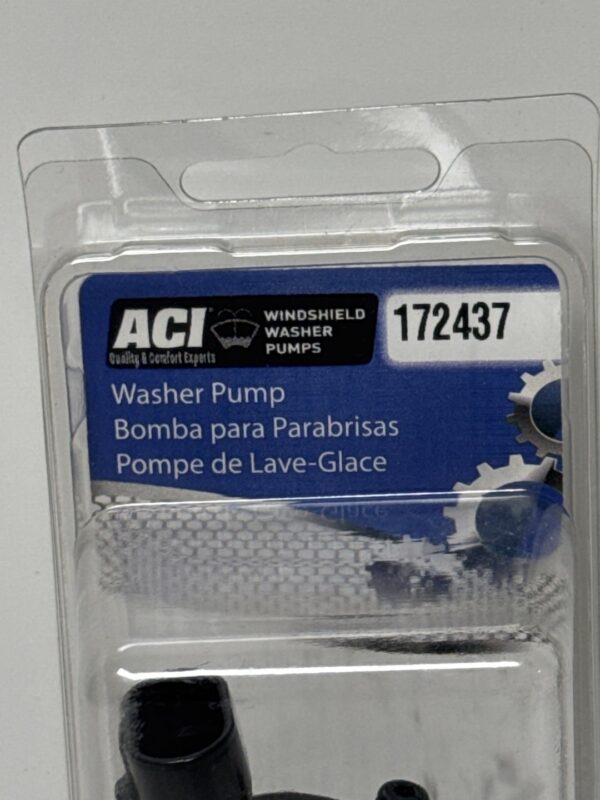 ACI
Quality & Comfort Experts
WINDSHIELD
WASHER
PUMPS
172437
Washer Pump
Bomba para Parabrisas
Pompe de Lave-Glace